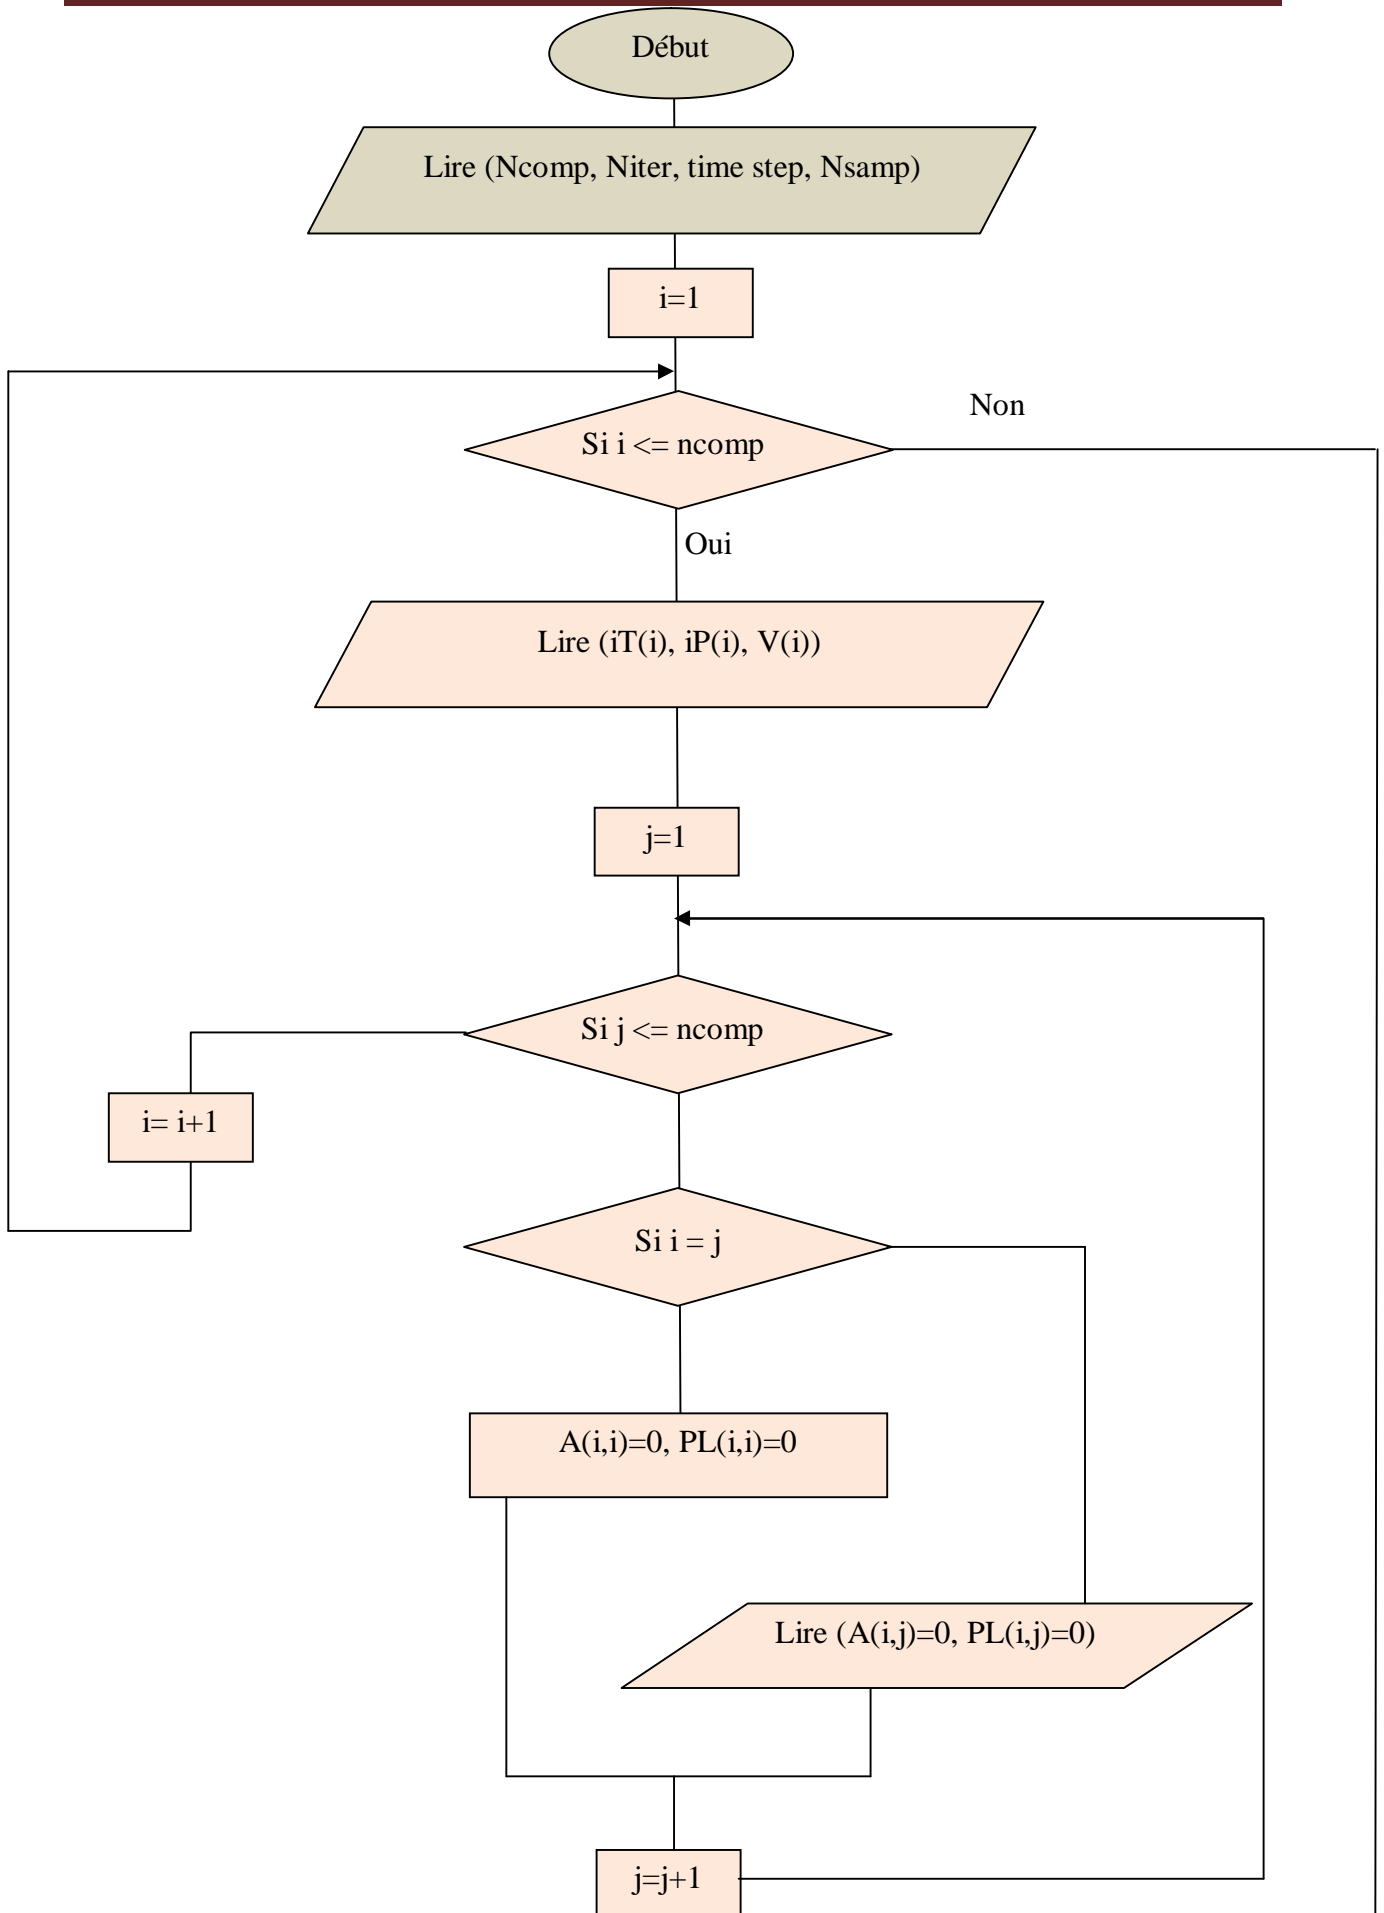 Début
Lire (Ncomp, Niter, time step, Nsamp)
i=1
Non
Si i <= ncomp
Oui
Lire (iT(i), iP(i), V(i))
j=1
Si j <= ncomp
i= i+1
Si i = j
A(i,i)=0, PL(i,i)=0
Lire (A(i,j)=0, PL(i,j)=0)
j=j+1